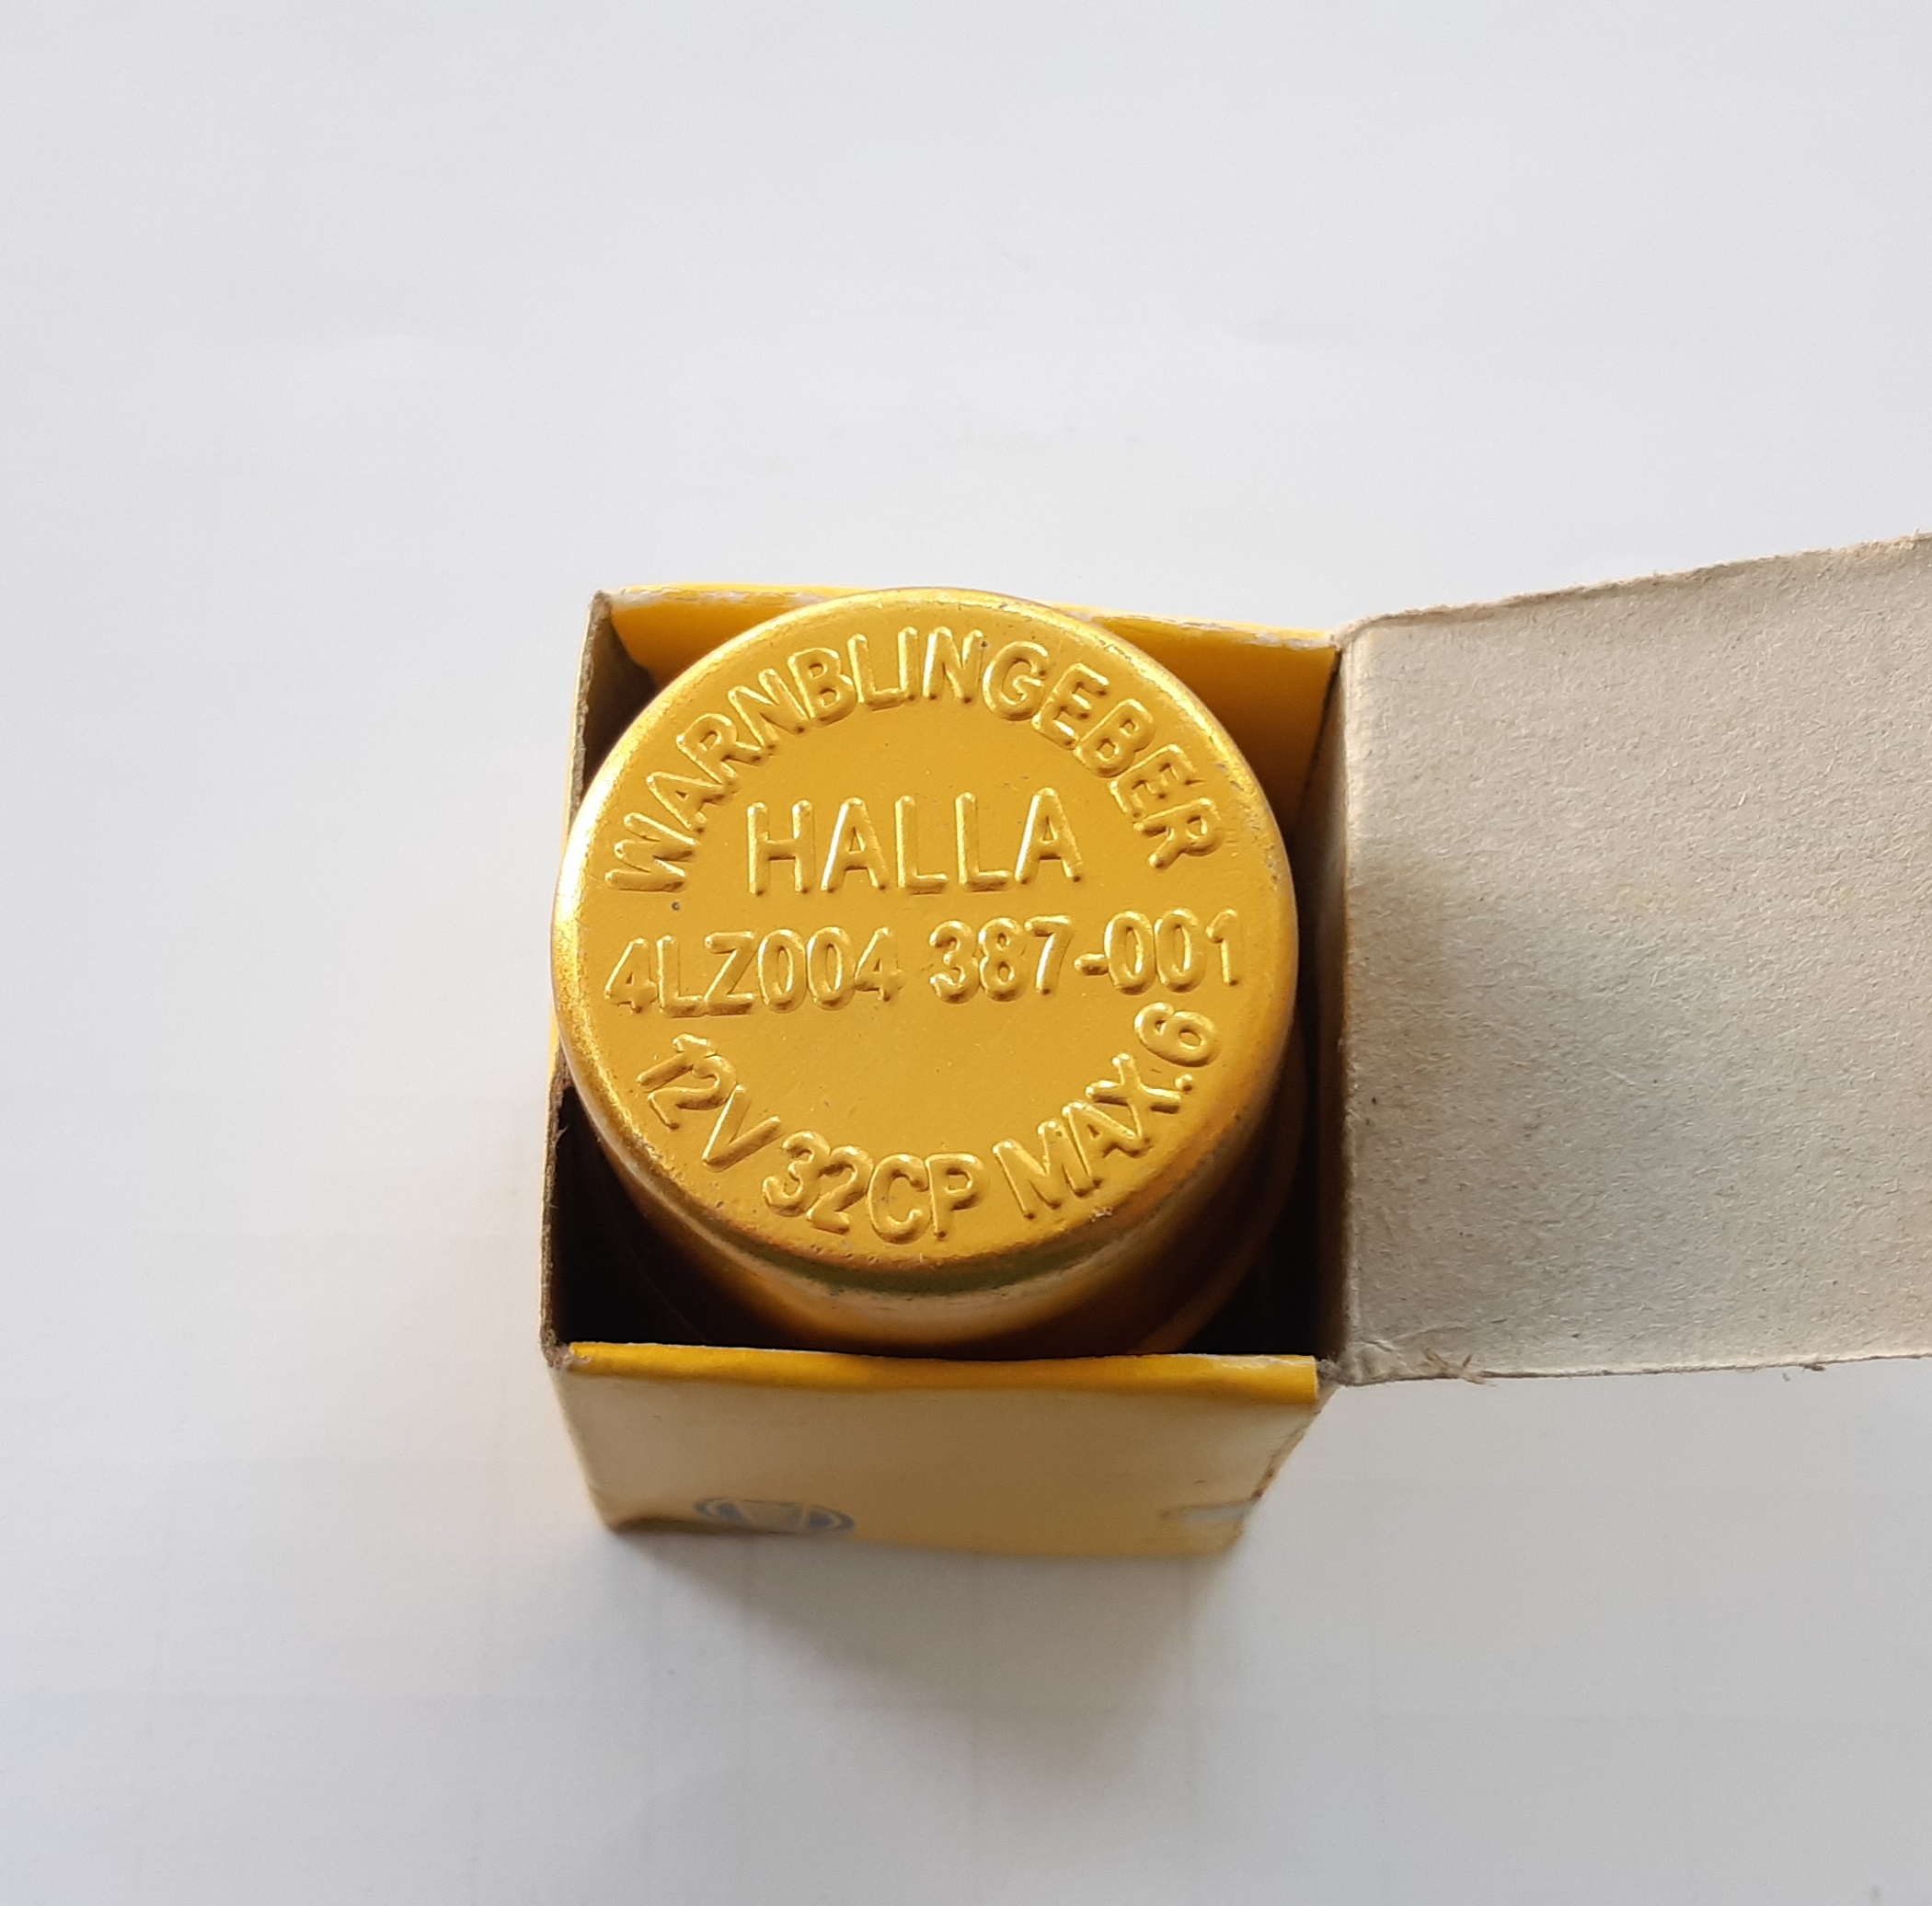 WARNBLINGEBER
HALLA
4LZ004 387-001
12V 32CP MAX.6